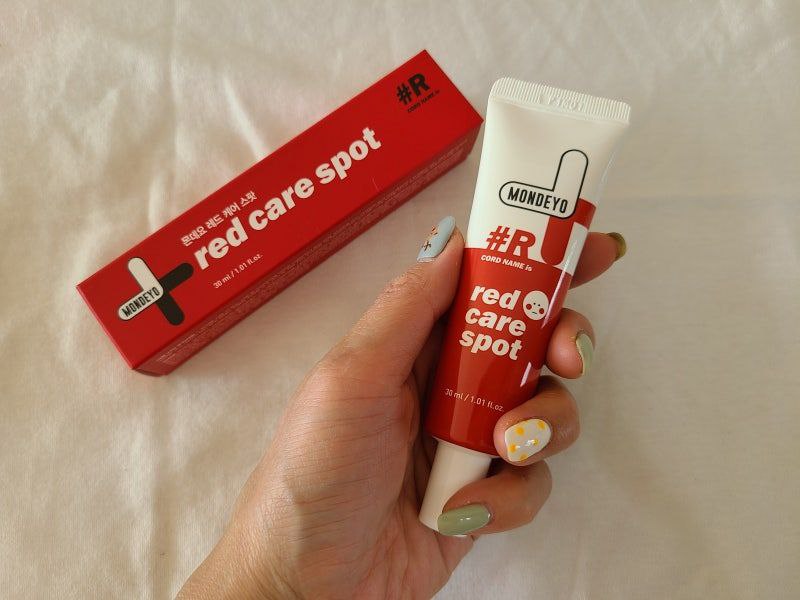 #R
CORD NAME is
몬데요 레드 케어 스팟
red care spot
30 ml / 1.01 fl.oz.
MONDEYO
MONDEYO
#R
CORD NAME is
red
care
spot
30 ml / 1.01 fl.oz.